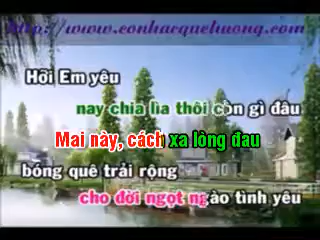 http://www.conhacquehuong.com
Hỡi Em yêu
nay chia lìa thôi còn gì đâu
Mai này, cách xa lòng đau
bóng quê trải rộng
cho đời ngọt ngào tình yêu